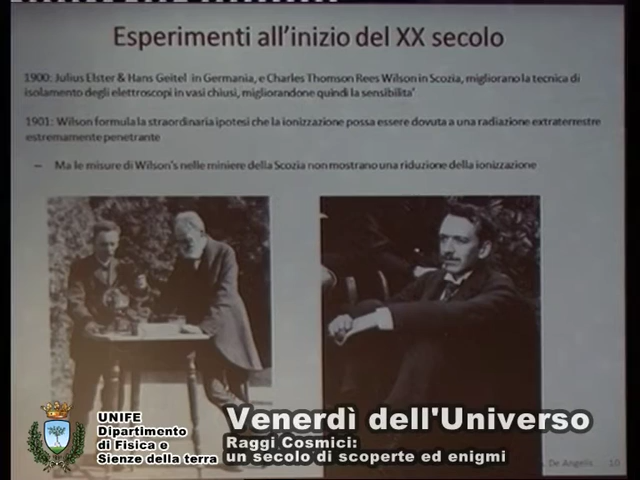 Esperimenti all'inizio del XX secolo
1900: Julius Elster & Hans Geitel in Germania, e Charles Thomson Rees Wilson in Scozia, migliorano la tecnica di
isolamento degli elettroscopi in vasi chiusi, migliorandone quindi la sensibilita'
1901: Wilson formula la straordinaria ipotesi che la ionizzazione possa essere dovuta a una radiazione extraterrestre
estremamente penetrante
– Ma le misure di Wilson's nelle miniere della Scozia non mostrano una riduzione della ionizzazione
UNIFE
Dipartimento
di Fisica e
Sienze della terra
Venerdì dell'Universo
Raggi Cosmici:
un secolo di scoperte ed enigmi
De Angelis 10